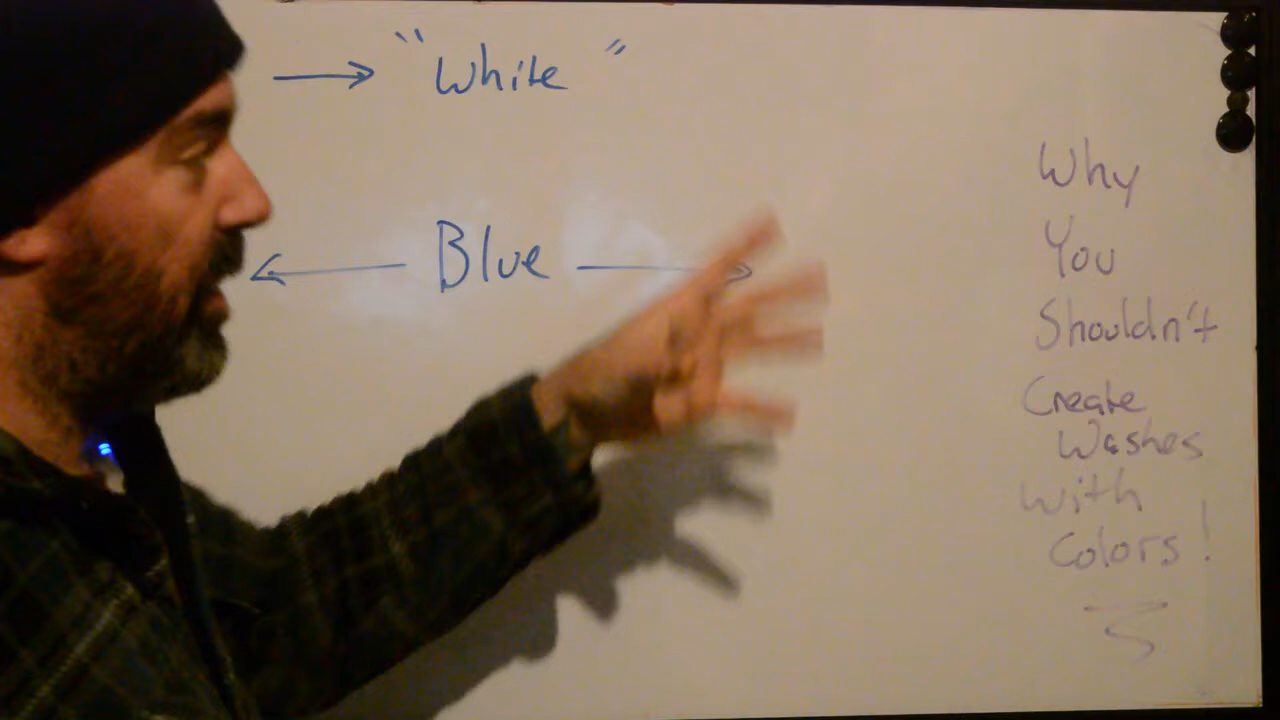 "White"
Blue
Why
You
Shouldn't
Create
Washes
with
Colors!